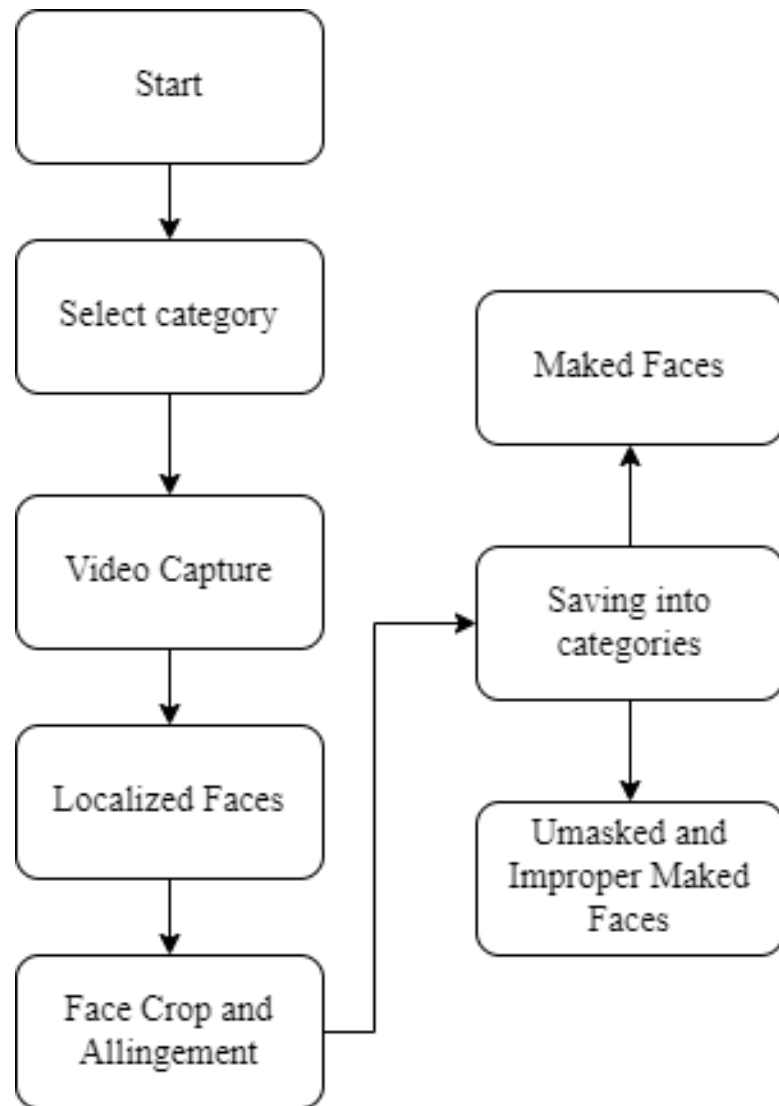 Start
Select category
Video Capture
Localized Faces
Face Crop and
Allingement
Saving into
categories
Maked Faces
Umasked and
Improper Maked
Faces